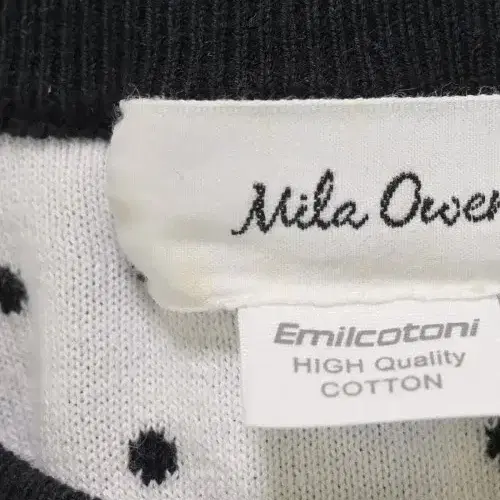 Mila Owen
Emilcotoni
HIGH Quality
COTTON